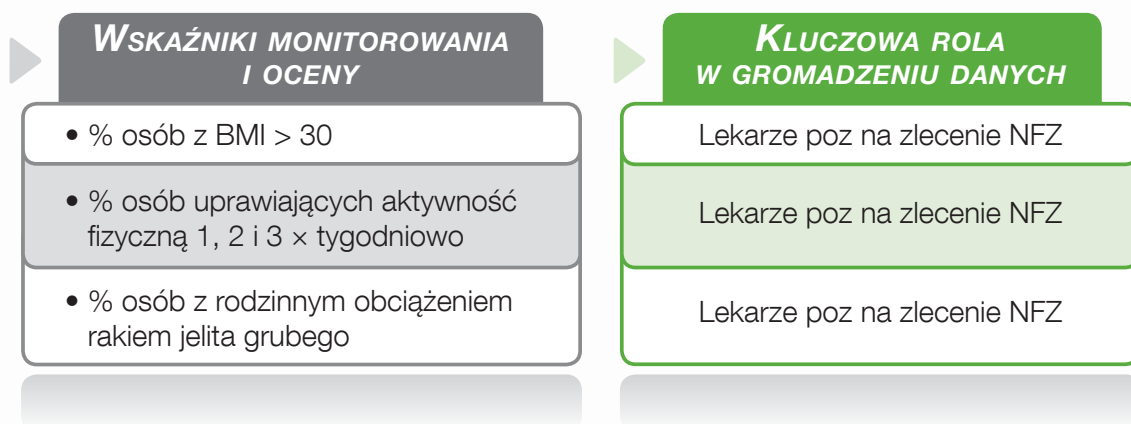 WSKAŹNIKI MONITOROWANIA
I OCENY
• % osób z BMI > 30
• % osób uprawiających aktywność
fizyczną 1, 2 i 3 × tygodniowo
• % osób z rodzinnym obciążeniem
rakiem jelita grubego
KLUCZOWA ROLA
W GROMADZENIU DANYCH
Lekarze poz na zlecenie NFZ
Lekarze poz na zlecenie NFZ
Lekarze poz na zlecenie NFZ